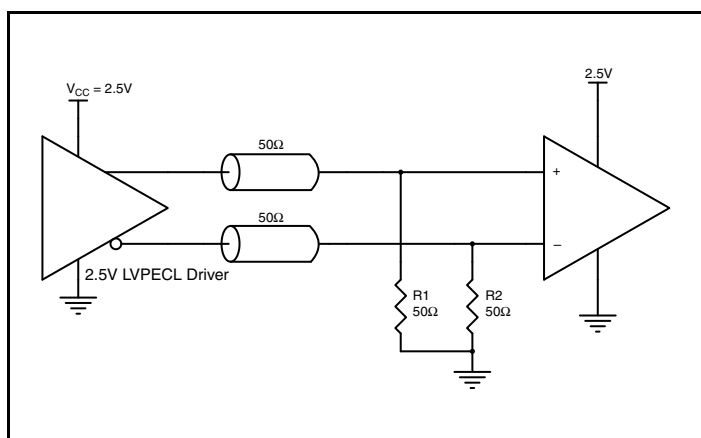 V_CC = 2.5V
2.5V
50Ω
+
50Ω
–
2.5V LVPECL Driver
R1
50Ω
R2
50Ω